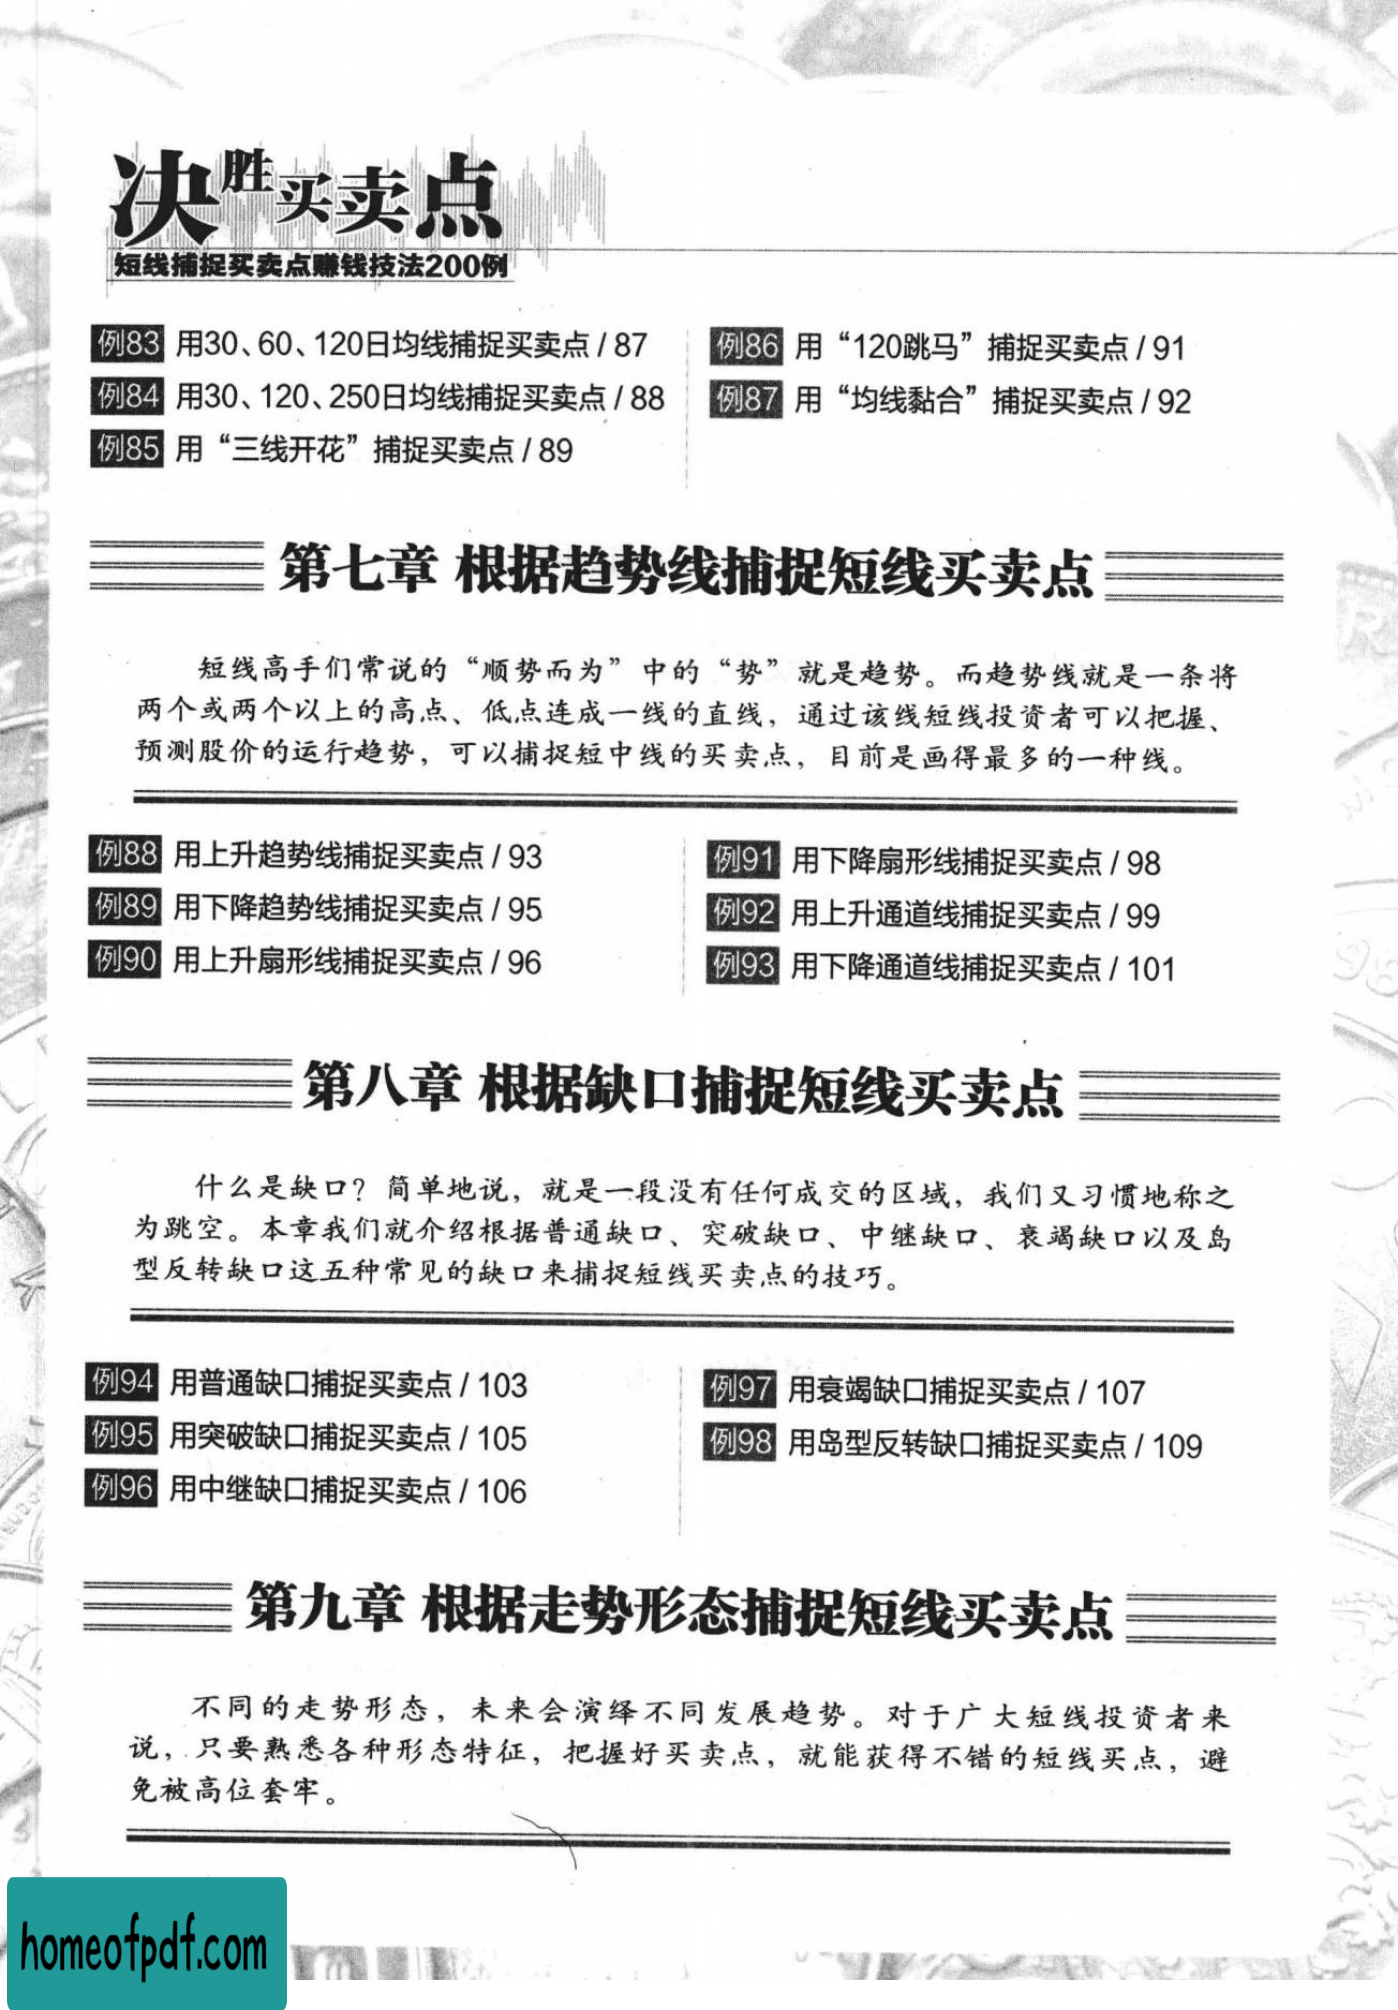 决胜买卖点
短线捕捉买卖点赚钱技法200例
例83 用30、60、120日均线捕捉买卖点 / 87
例84 用30、120、250日均线捕捉买卖点 / 88
例85 用“三线开花”捕捉买卖点 / 89
例86 用“120跳马”捕捉买卖点 / 91
例87 用“均线黏合”捕捉买卖点 / 92
第七章 根据趋势线捕捉短线买卖点
短线高手们常说的“顺势而为”中的“势”就是趋势。而趋势线就是一条将
两个或两个以上的高点、低点连成一线的直线，通过该线短线投资者可以把握、
预测股价的运行趋势，可以捕捉短中线的买卖点，目前是画得最多的一种线。
例88 用上升趋势线捕捉买卖点 / 93
例89 用下降趋势线捕捉买卖点 / 95
例90 用上升扇形线捕捉买卖点 / 96
例91 用下降扇形线捕捉买卖点 / 98
例92 用上升通道线捕捉买卖点 / 99
例93 用下降通道线捕捉买卖点 / 101
第八章 根据缺口捕捉短线买卖点
什么是缺口？简单地说，就是一段没有任何成交的区域，我们又习惯地称之
为跳空。本章我们就介绍根据普通缺口、突破缺口、中继缺口、衰竭缺口以及岛
型反转缺口这五种常见的缺口来捕捉短线买卖点的技巧。
例94 用普通缺口捕捉买卖点 / 103
例95 用突破缺口捕捉买卖点 / 105
例96 用中继缺口捕捉买卖点 / 106
例97 用衰竭缺口捕捉买卖点 / 107
例98 用岛型反转缺口捕捉买卖点 / 109
第九章 根据走势形态捕捉短线买卖点
不同的走势形态，未来会演绎不同发展趋势。对于广大短线投资者来
说，只要熟悉各种形态特征，把握好买卖点，就能获得不错的短线买点，避
免被高位套牢。
homeofpdf.com